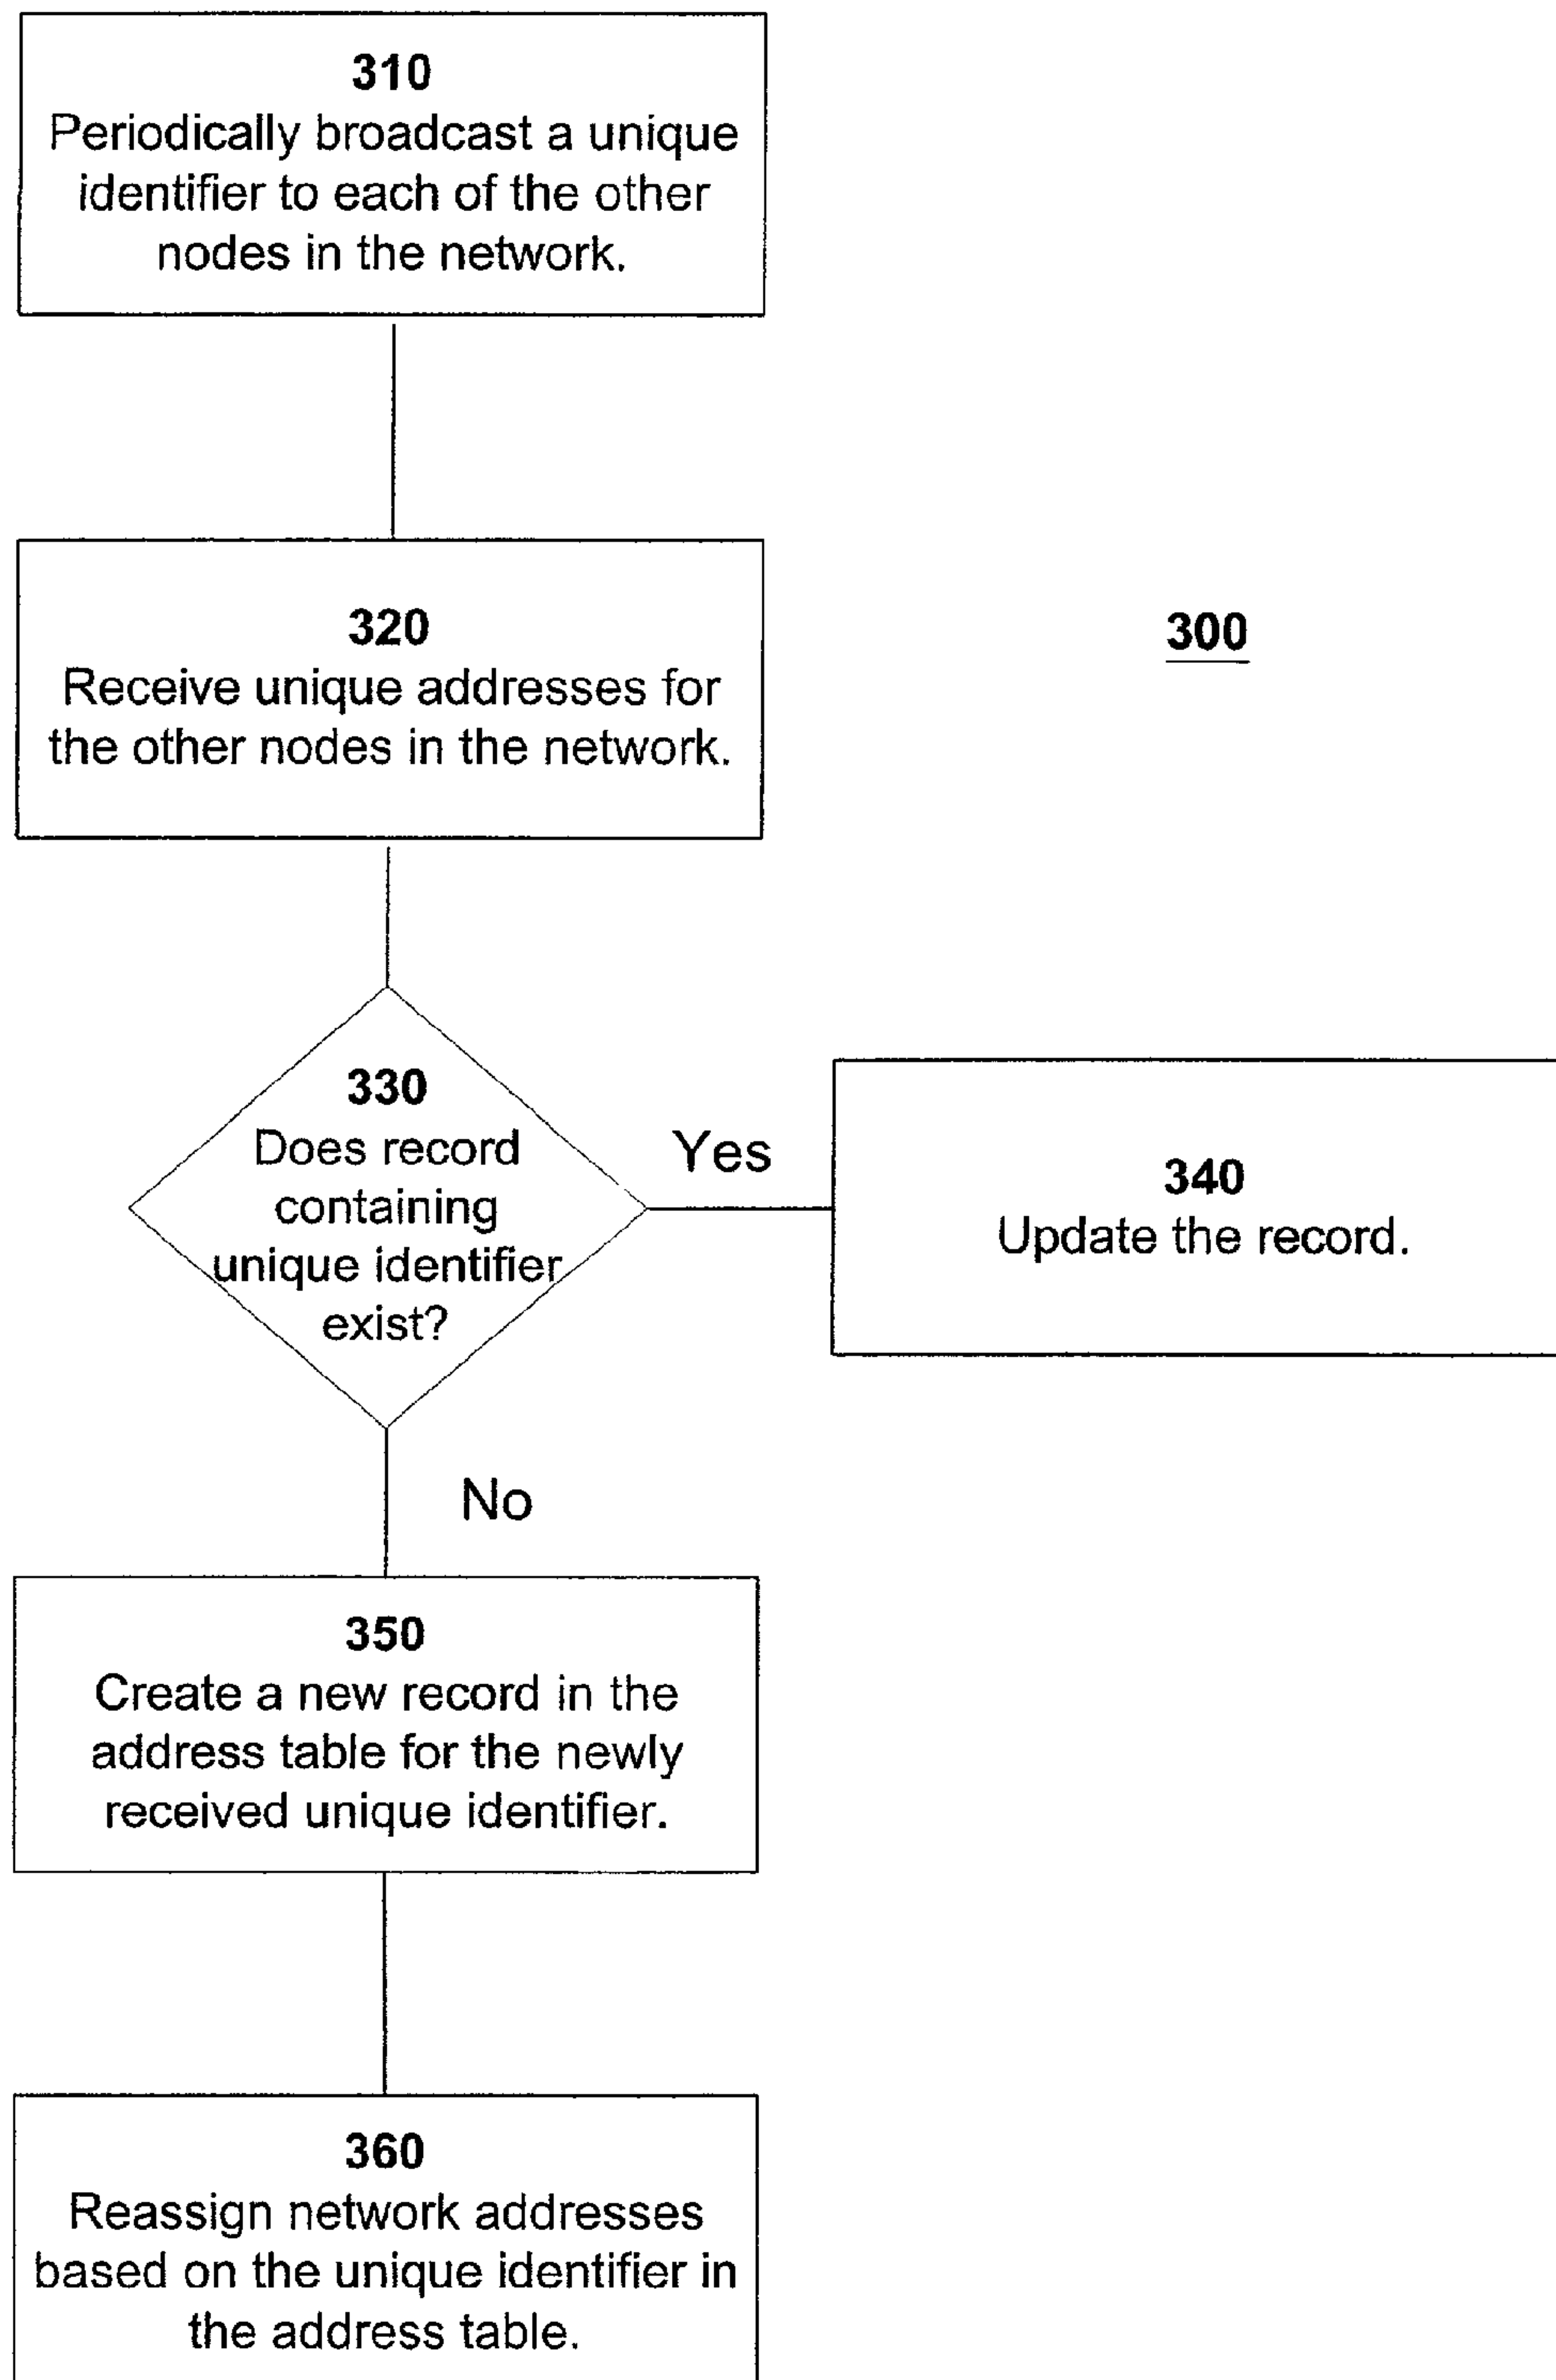 310
Periodically broadcast a unique
identifier to each of the other
nodes in the network.
320
Receive unique addresses for
the other nodes in the network.
300
330
Does record
containing
unique identifier
exist?
Yes
340
Update the record.
No
350
Create a new record in the
address table for the newly
received unique identifier.
360
Reassign network addresses
based on the unique identifier in
the address table.